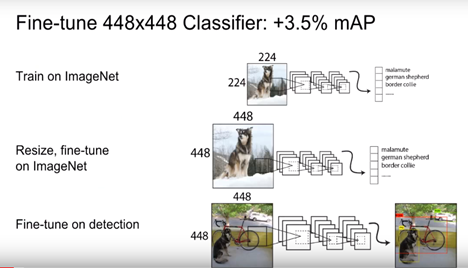 Fine-tune 448x448 Classifier: +3.5% mAP
Train on ImageNet
224
224
malamute
german shepherd
border collie
Resize, fine-tune
on ImageNet
448
448
malamute
german shepherd
border collie
Fine-tune on detection
448
448